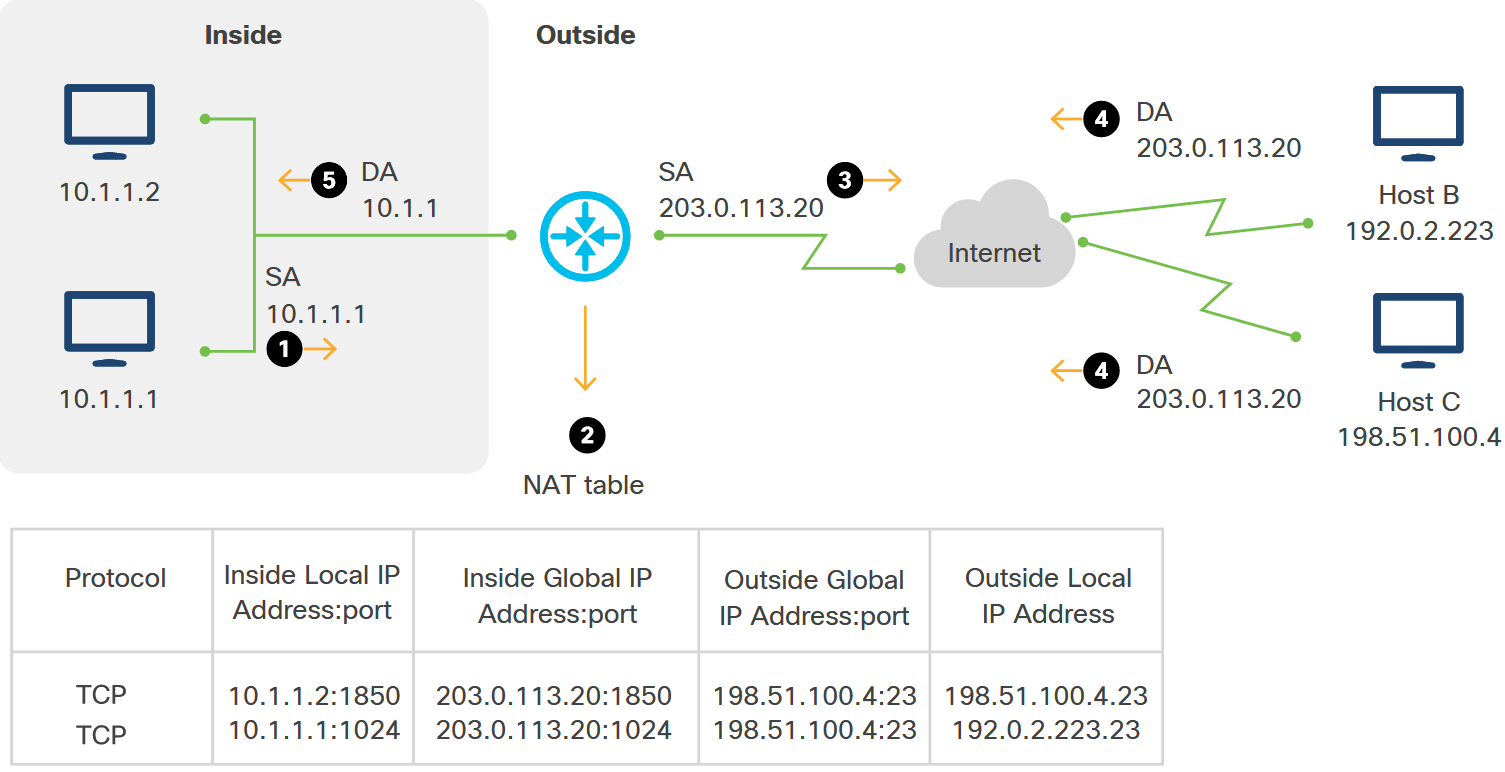 Inside
Outside
10.1.1.2
5
DA
10.1.1
SA
10.1.1.1
1
10.1.1.1
2
NAT table
SA
203.0.113.20
3
Internet
4
DA
203.0.113.20
Host B
192.0.2.223
4
DA
203.0.113.20
Host C
198.51.100.4
Protocol
Inside Local IP
Address:port
Inside Global IP
Address:port
Outside Global
IP Address:port
Outside Local
IP Address
TCP
10.1.1.2:1850
203.0.113.20:1850
198.51.100.4:23
198.51.100.4.23
TCP
10.1.1.1:1024
203.0.113.20:1024
198.51.100.4:23
192.0.2.223.23